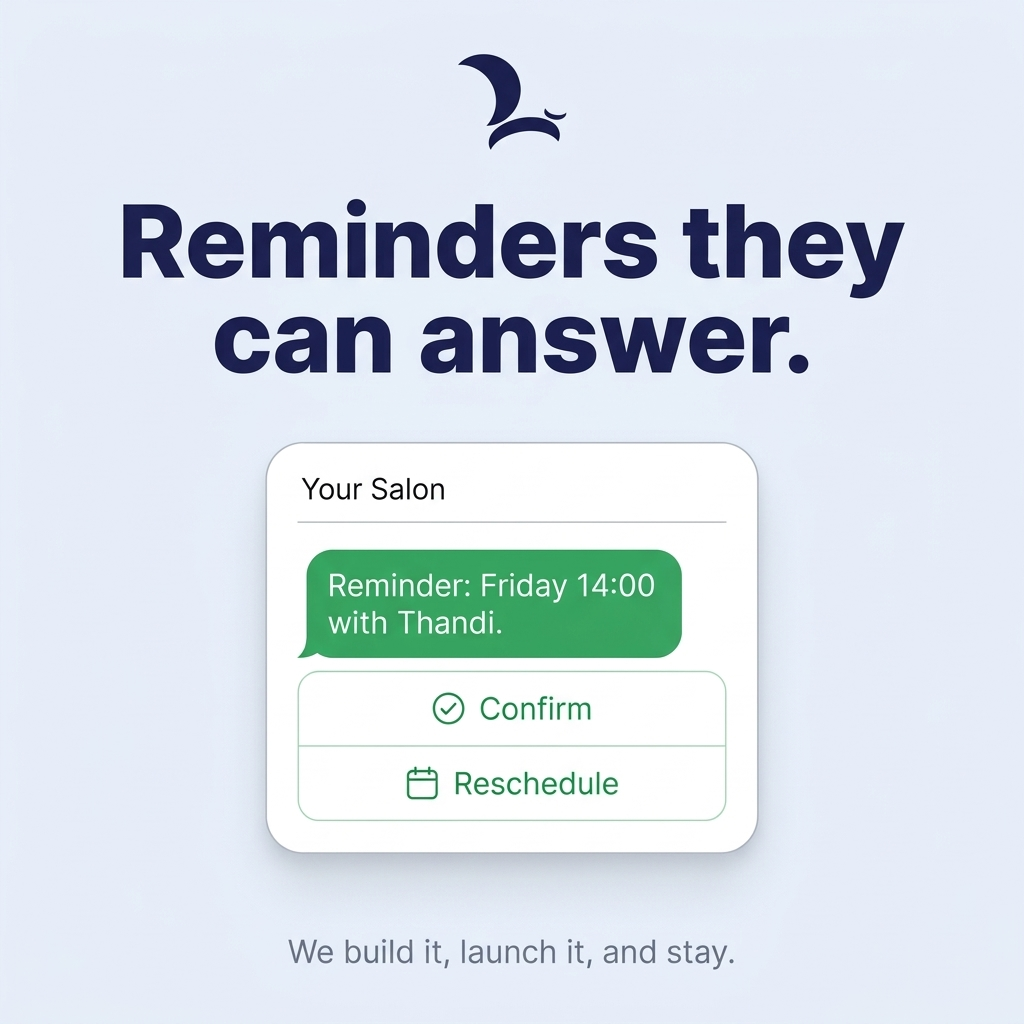 Reminders they
can answer.
Your Salon
Reminder: Friday 14:00
with Thandi.
Confirm
Reschedule
We build it, launch it, and stay.